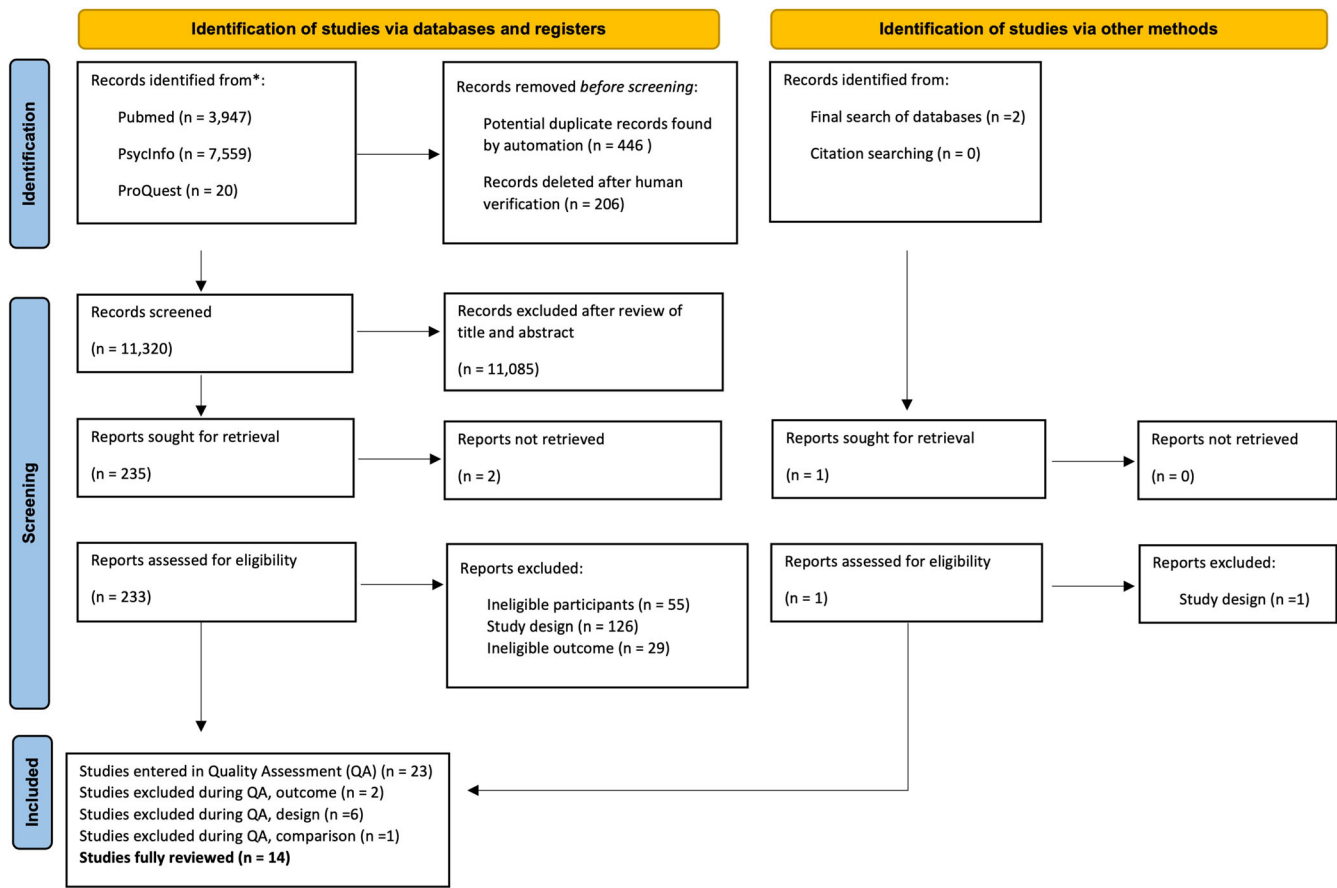 Identification of studies via databases and registers
Identification of studies via other methods
Identification
Records identified from*:
Pubmed (n = 3,947)
PsycInfo (n = 7,559)
ProQuest (n = 20)
Records removed before screening:
Potential duplicate records found
by automation (n = 446 )
Records deleted after human
verification (n = 206)
Records identified from:
Final search of databases (n =2)
Citation searching (n = 0)
Screening
Records screened
(n = 11,320)
Records excluded after review of
title and abstract
(n = 11,085)
Reports sought for retrieval
(n = 235)
Reports not retrieved
(n = 2)
Reports sought for retrieval
(n = 1)
Reports not retrieved
(n = 0)
Reports assessed for eligibility
(n = 233)
Reports excluded:
Ineligible participants (n = 55)
Study design (n = 126)
Ineligible outcome (n = 29)
Reports assessed for eligibility
(n = 1)
Reports excluded:
Study design (n =1)
Included
Studies entered in Quality Assessment (QA) (n = 23)
Studies excluded during QA, outcome (n = 2)
Studies excluded during QA, design (n =6)
Studies excluded during QA, comparison (n =1)
Studies fully reviewed (n = 14)